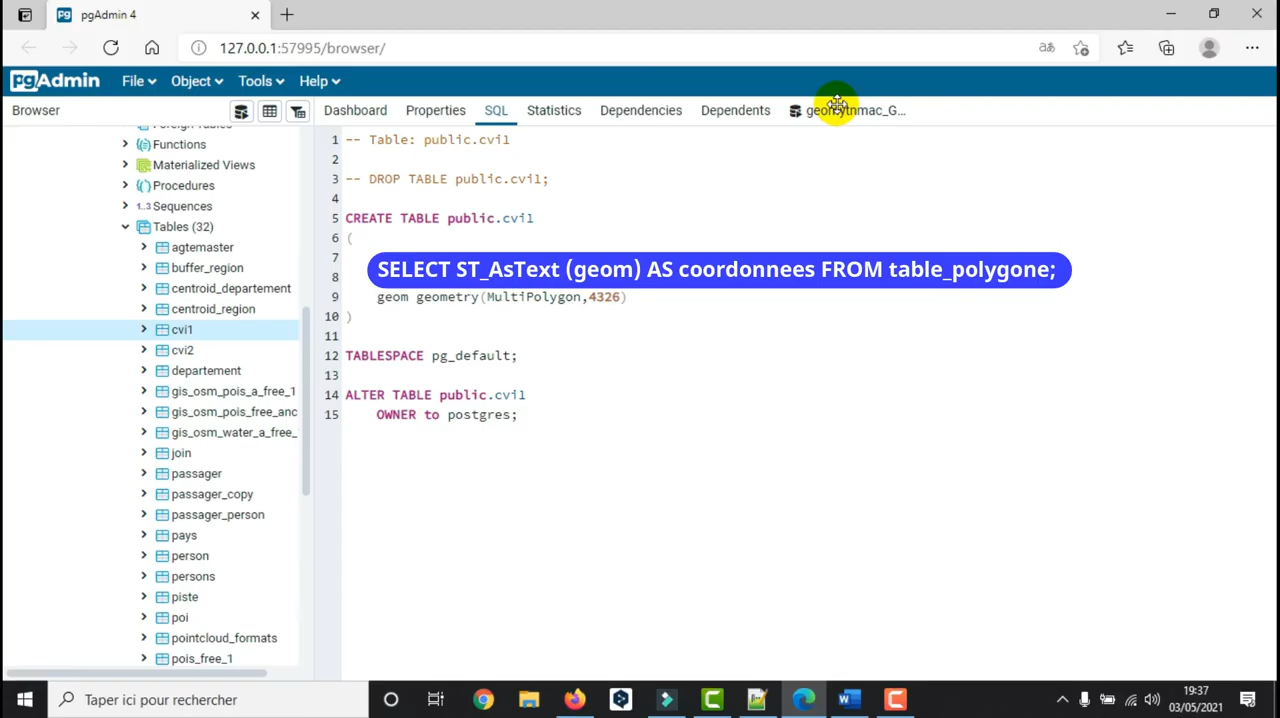 pgAdmin 4
127.0.0.1:57995/browser/
pgAdmin File Object Tools Help
Browser
Dashboard Properties SQL Statistics Dependencies Dependents
Functions
Materialized Views
Procedures
1..3 Sequences
Tables (32)
agtemaster
buffer_region
centroid_departement
centroid_region
cvi1
cvi2
departement
gis_osm_pois_a_free_1
gis_osm_pois_free_anc
gis_osm_water_a_free_
join
passager
passager_copy
passager_person
pays
person
persons
piste
poi
pointcloud_formats
pois_free_1
1 -- Table: public.cvi1
2
3 -- DROP TABLE public.cvi1;
4
5 CREATE TABLE public.cvi1
6 (
7
8
SELECT ST_AsText (geom) AS coordonnees FROM table_polygone;
9 geom geometry(MultiPolygon,4326)
10 )
11
12 TABLESPACE pg_default;
13
14 ALTER TABLE public.cvi1
15 OWNER to postgres;
Taper ici pour rechercher
19:37
03/05/2021